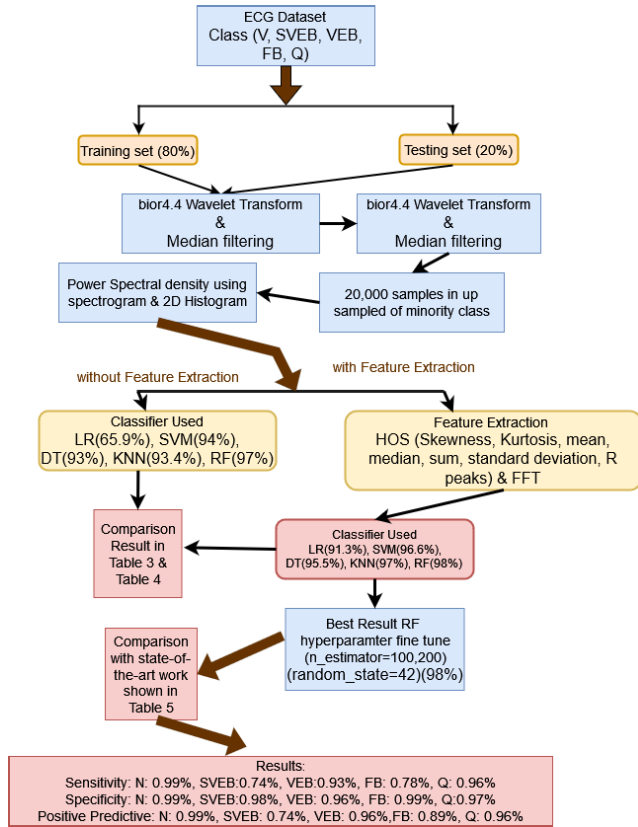 ECG Dataset
Class (V, SVEB, VEB,
FB, Q)
Training set (80%)
Testing set (20%)
bior4.4 Wavelet Transform
&
Median filtering
bior4.4 Wavelet Transform
&
Median filtering
Power Spectral density using
spectrogram & 2D Histogram
20,000 samples in up
sampled of minority class
without Feature Extraction
with Feature Extraction
Classifier Used
LR(65.9%), SVM(94%),
DT(93%), KNN(93.4%), RF(97%)
Feature Extraction
HOS (Skewness, Kurtosis, mean,
median, sum, standard deviation, R
peaks) & FFT
Comparison
Result in
Table 3 &
Table 4
Classifier Used
LR(91.3%), SVM(96.6%),
DT(95.5%), KNN(97%), RF(98%)
Best Result RF
hyperparamter fine tune
(n_estimator=100,200)
(random_state=42)(98%)
Comparison
with state-of-
the-art work
shown in
Table 5
Results:
Sensitivity: N: 0.99%, SVEB:0.74%, VEB:0.93%, FB: 0.78%, Q: 0.96%
Specificity: N: 0.99%, SVEB:0.98%, VEB: 0.96%, FB: 0.99%, Q:0.97%
Positive Predictive: N: 0.99%, SVEB: 0.74%, VEB: 0.96%,FB: 0.89%, Q: 0.96%